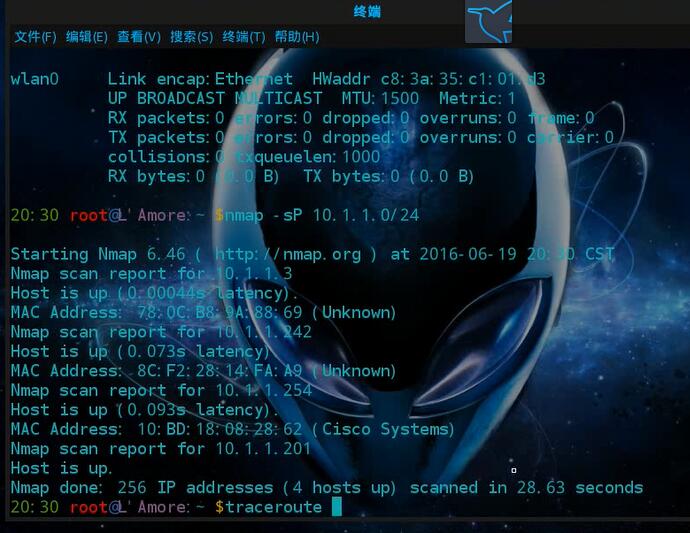 终端
文件(F) 编辑(E) 查看(V) 搜索(S) 终端(T) 帮助(H)
wlan0 Link encap:Ethernet HWaddr c8:3a:35:c1:01:d3
UP BROADCAST MULTICAST MTU:1500 Metric:1
RX packets:0 errors:0 dropped:0 overruns:0 frame:0
TX packets:0 errors:0 dropped:0 overruns:0 carrier:0
collisions:0 txqueuelen:1000
RX bytes:0 (0.0 B) TX bytes:0 (0.0 B)
20:30 root@L'Amore:~ $nmap -sP 10.1.1.0/24
Starting Nmap 6.46 ( http://nmap.org ) at 2016-06-19 20:30 CST
Nmap scan report for 10.1.1.3
Host is up (0.00044s latency).
MAC Address: 78:0C:B8:9A:88:69 (Unknown)
Nmap scan report for 10.1.1.242
Host is up (0.073s latency).
MAC Address: 8C:F2:28:14:FA:A9 (Unknown)
Nmap scan report for 10.1.1.254
Host is up (0.093s latency).
MAC Address: 10:BD:18:08:28:62 (Cisco Systems)
Nmap scan report for 10.1.1.201
Host is up.
Nmap done: 256 IP addresses (4 hosts up) scanned in 28.63 seconds
20:30 root@L'Amore:~ $traceroute